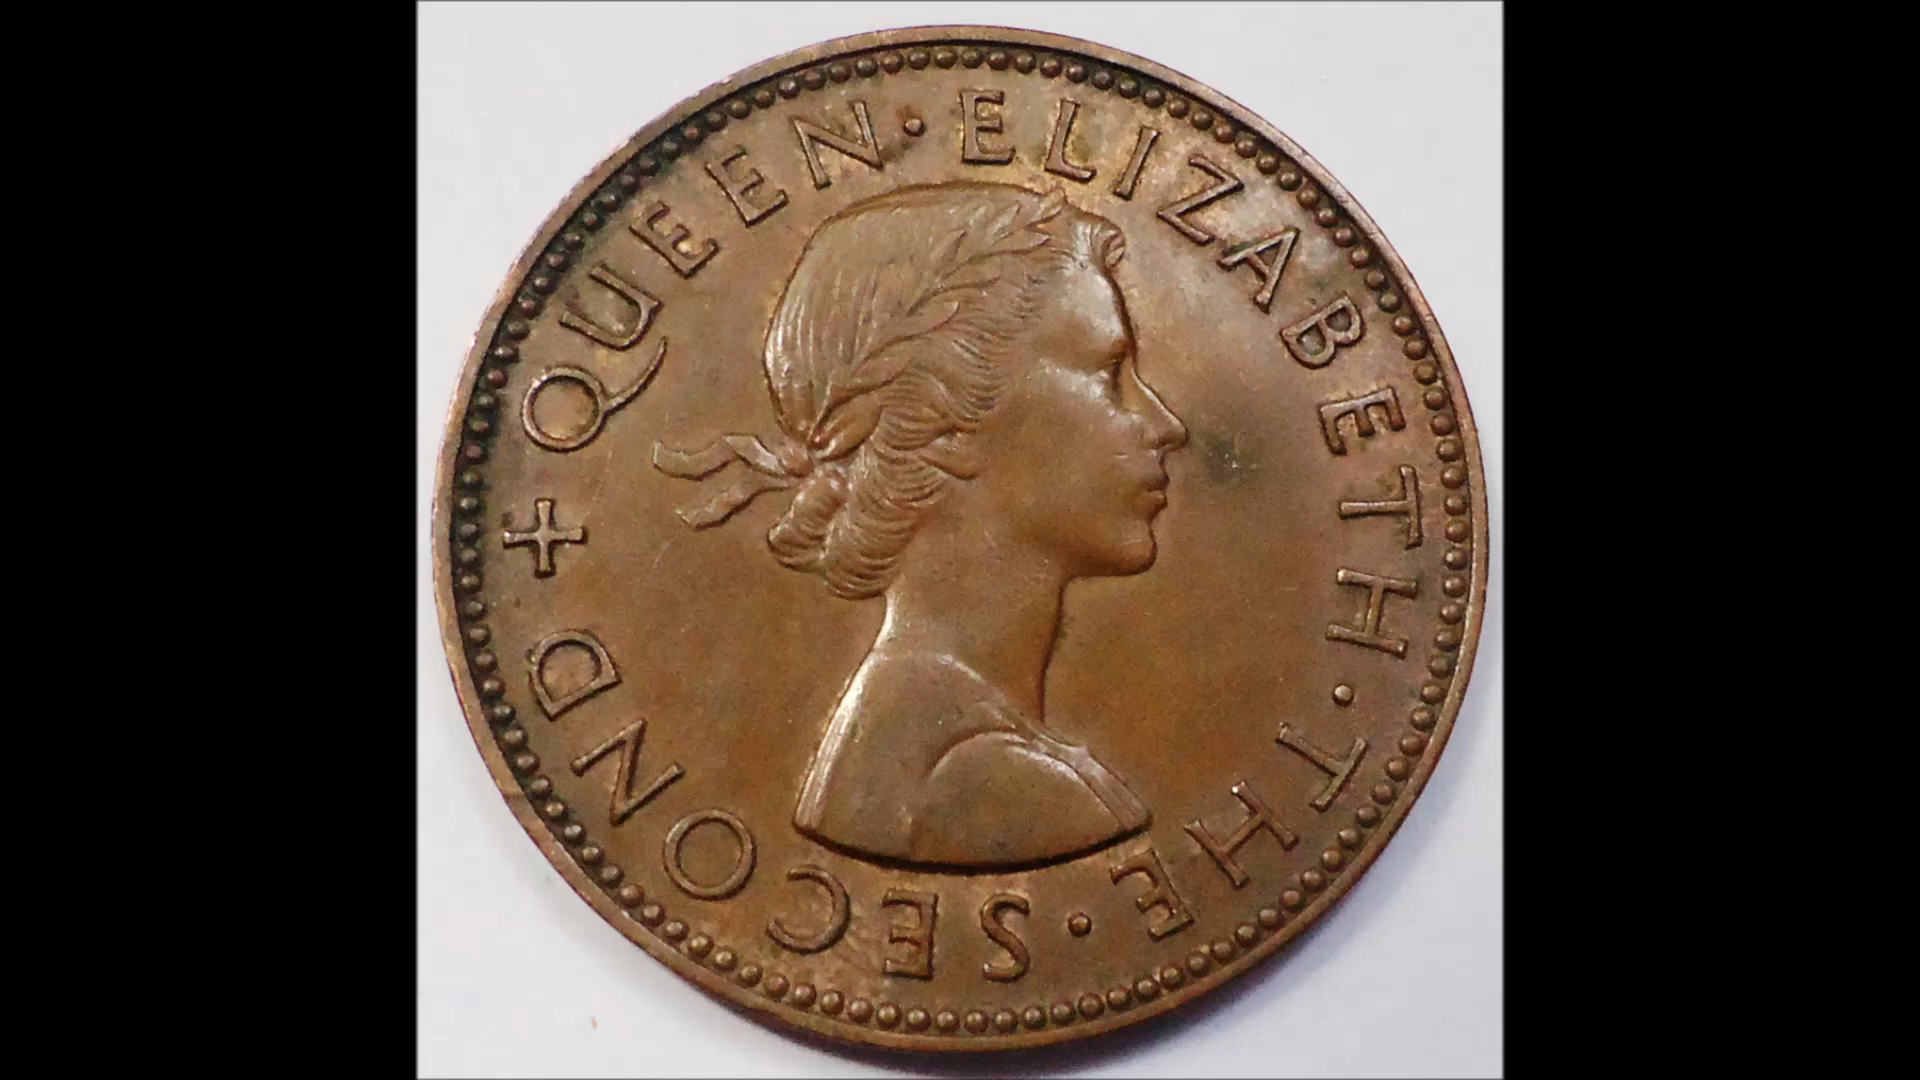 + QUEEN · ELIZABETH · THE · SECOND